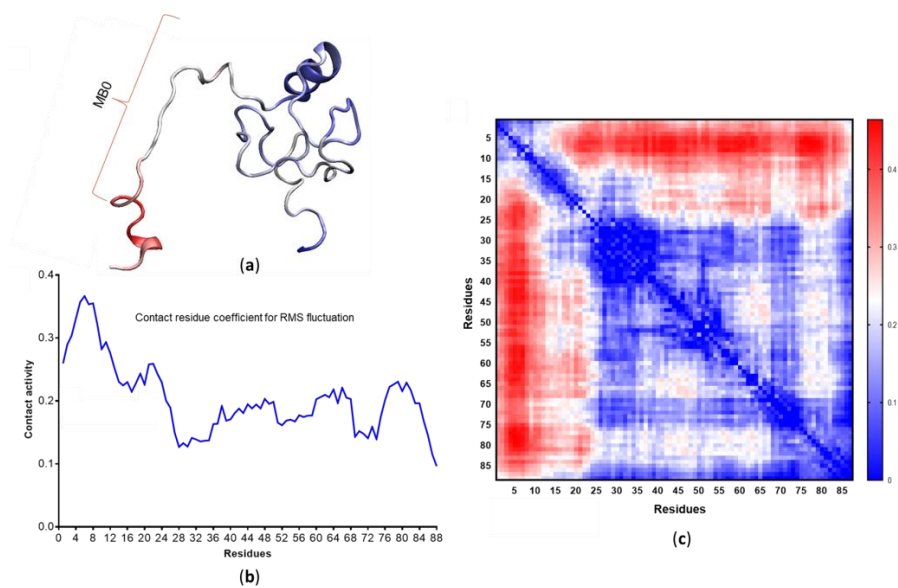 MB0
(a)
0.4
0.3
0.2
0.1
0.0
Contact residue coefficient for RMS fluctuation
Contact activity
0 4 8 12 16 20 24 28 32 36 40 44 48 52 56 60 64 68 72 76 80 84 88
Residues
(b)
5
10
15
20
25
30
35
40
45
50
55
60
65
70
75
80
85
Residues
5 10 15 20 25 30 35 40 45 50 55 60 65 70 75 80 85
Residues
0.4
0.3
0.2
0.1
0
(c)